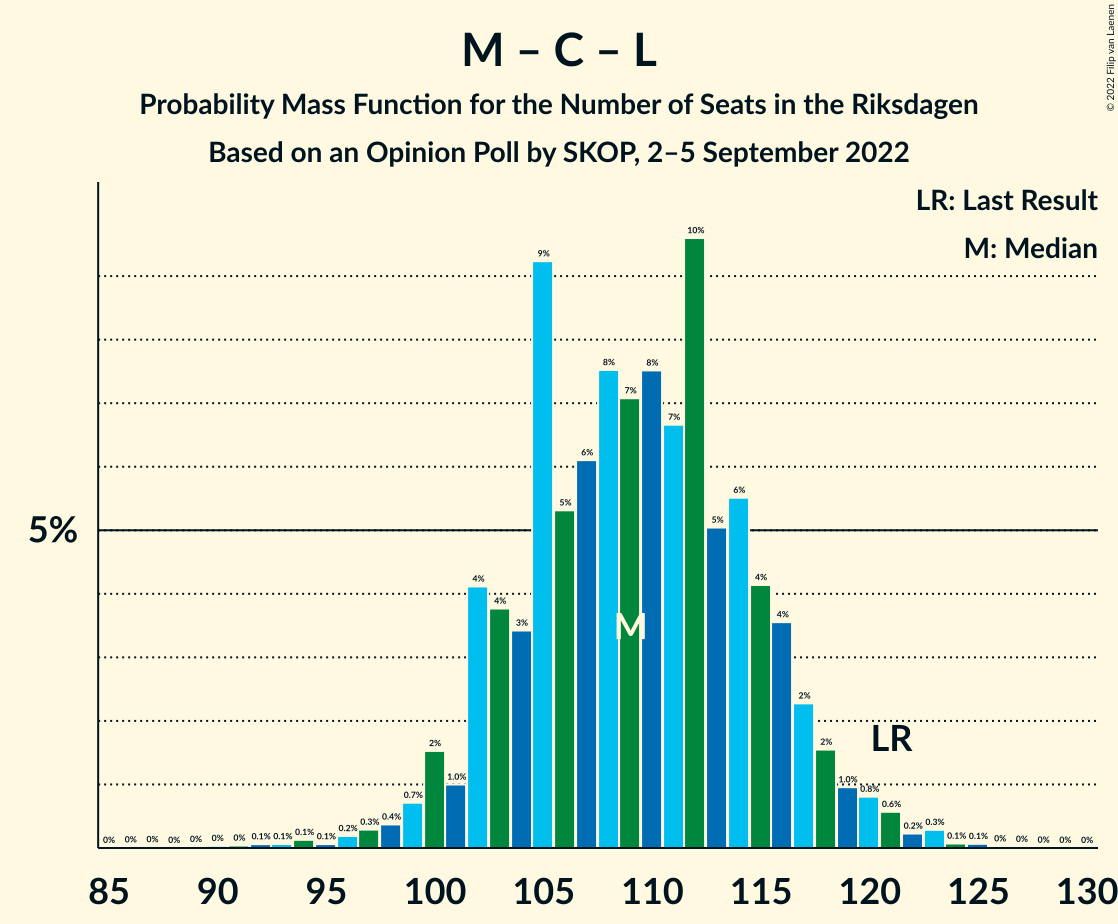 M – C – L
Probability Mass Function for the Number of Seats in the Riksdagen
Based on an Opinion Poll by SKOP, 2–5 September 2022
© 2022 Filip van Laenen
LR: Last Result
M: Median
5%
0% 0% 0% 0% 0% 0% 0% 0.1% 0.1% 0.1% 0.1% 0.2% 0.3% 0.4% 0.7% 2% 1.0% 4% 4% 3% 9% 5% 6% 8% 7% 8% 7% 10% 5% 6% 4% 4% 2% 2% 1.0% 0.8% 0.6% 0.2% 0.3% 0.1% 0.1% 0% 0% 0% 0% 0%
M
LR
85 90 95 100 105 110 115 120 125 130